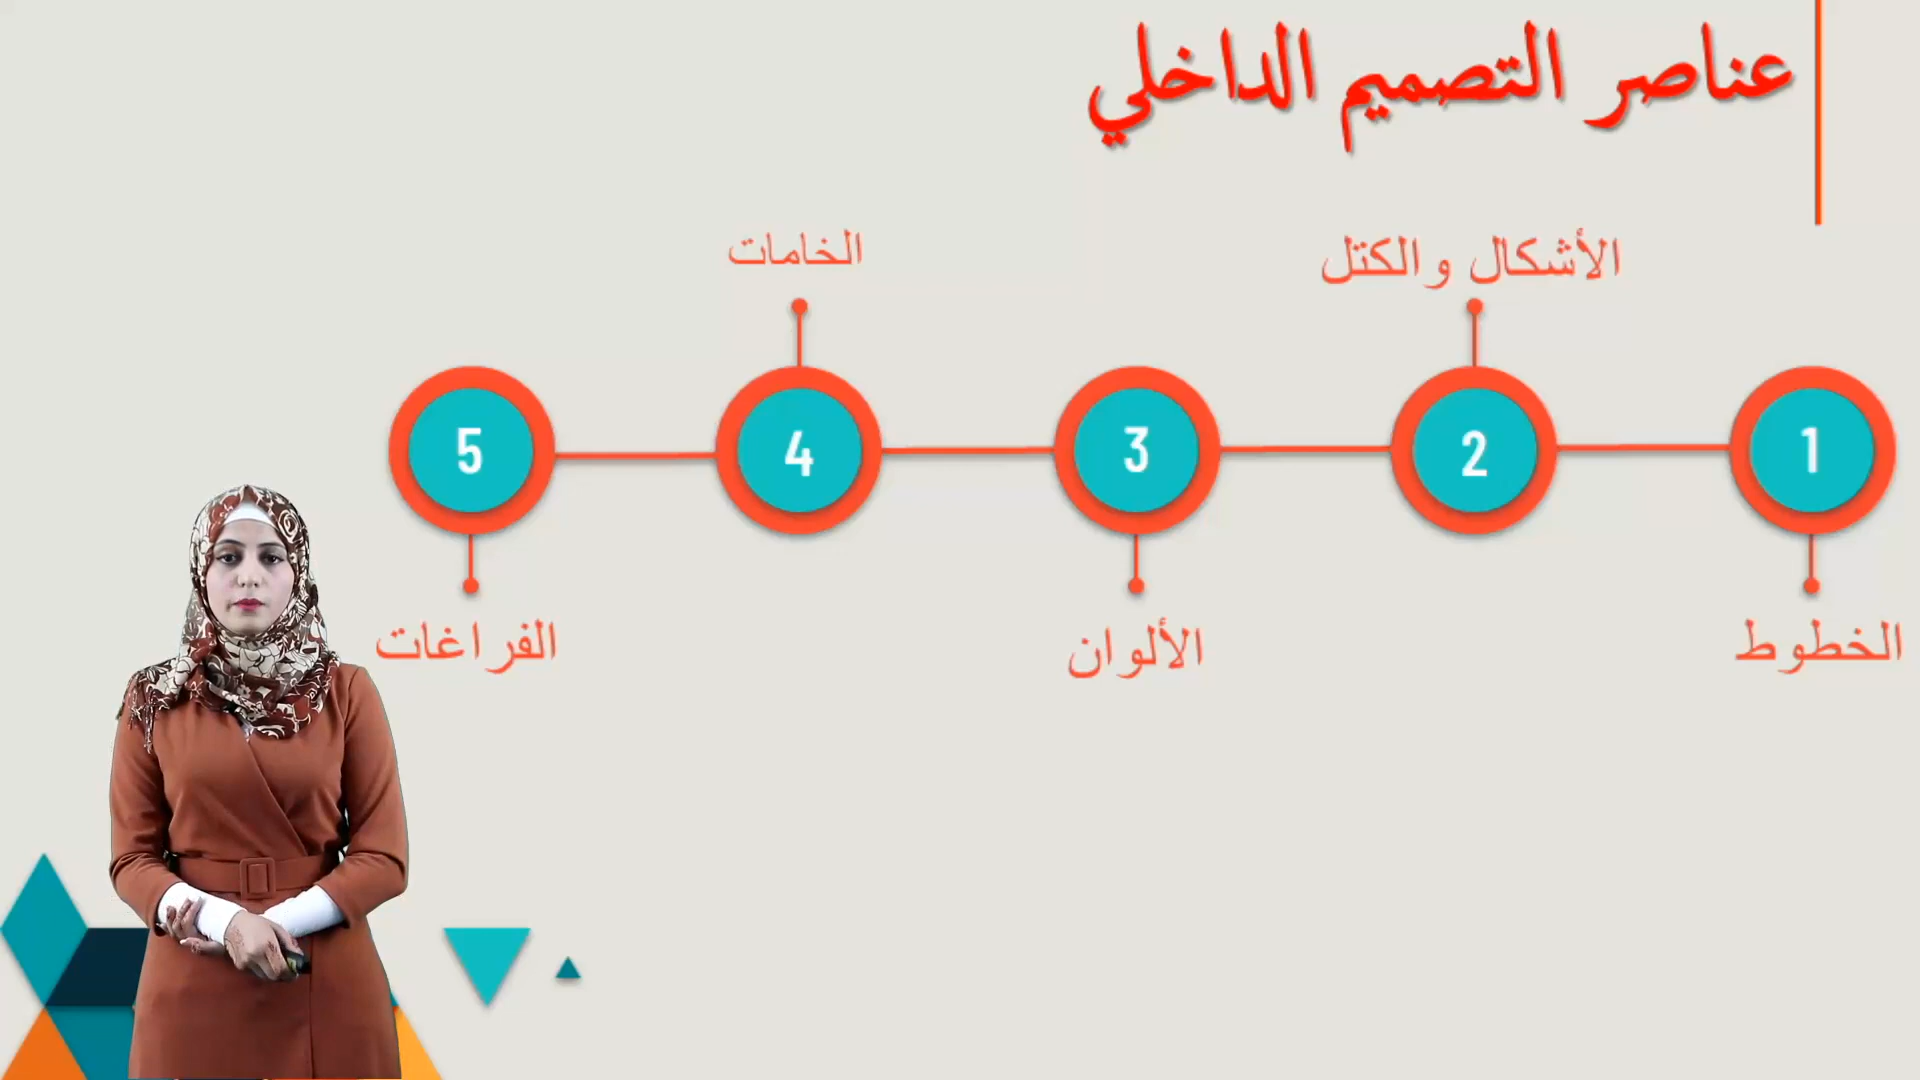 عناصر التصميم الداخلي
1
الخطوط
2
الأشكال والكتل
3
الألوان
4
الخامات
5
الفراغات